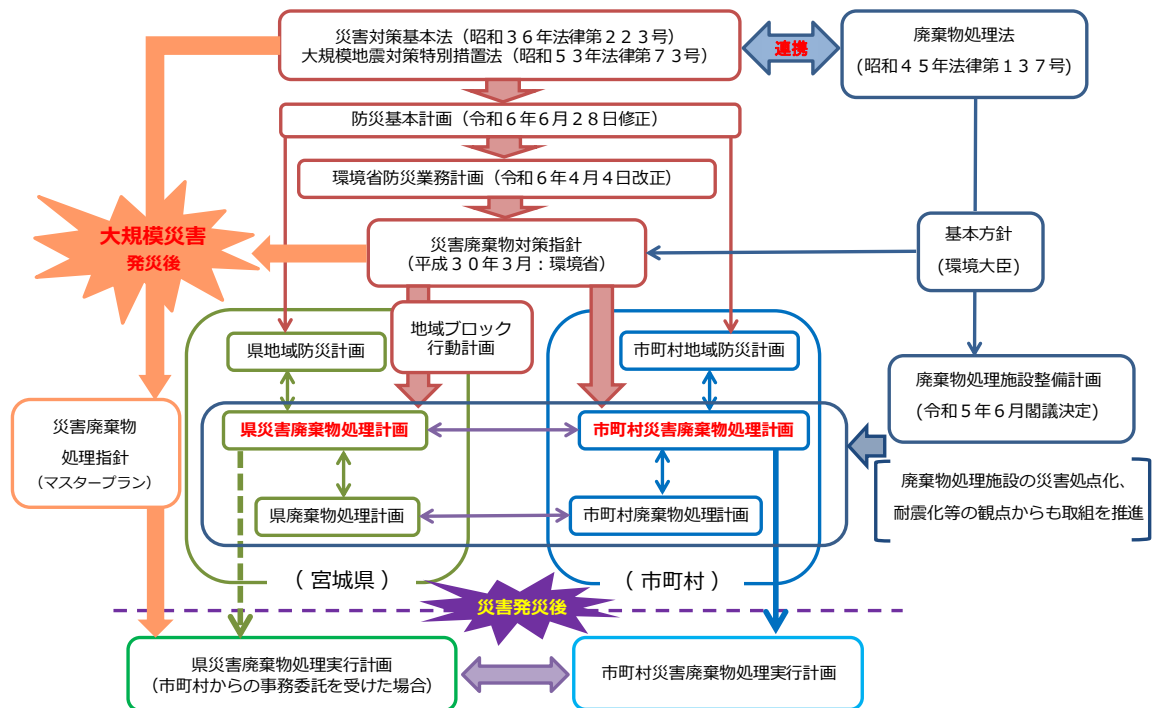 災害対策基本法（昭和３６年法律第２２３号）
大規模地震対策特別措置法（昭和５３年法律第７３号）
連携
廃棄物処理法
(昭和４５年法律第１３７号)
防災基本計画（令和６年６月２８日修正）
環境省防災業務計画（令和６年４月４日改正）
大規模災害
発災後
災害廃棄物対策指針
（平成３０年３月：環境省）
基本方針
(環境大臣)
地域ブロック
行動計画
県地域防災計画
市町村地域防災計画
廃棄物処理施設整備計画
(令和５年６月閣議決定)
災害廃棄物
処理指針
（マスタープラン）
県災害廃棄物処理計画
市町村災害廃棄物処理計画
廃棄物処理施設の災害処点化、
耐震化等の観点からも取組を推進
県廃棄物処理計画
市町村廃棄物処理計画
（ 宮城県 ）
（ 市町村 ）
災害発災後
県災害廃棄物処理実行計画
（市町村からの事務委託を受けた場合）
市町村災害廃棄物処理実行計画